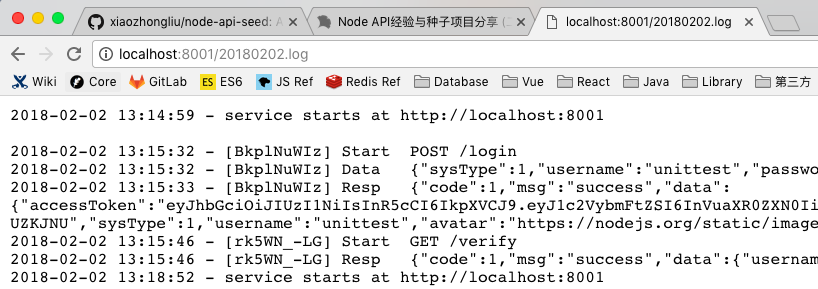 xiaozhongliu/node-api-seed: A
Node API经验与种子项目分享 (二
localhost:8001/20180202.log
localhost:8001/20180202.log
Wiki Core GitLab ES6 JS Ref Redis Ref Database Vue React Java Library 第三方
2018-02-02 13:14:59 - service starts at http://localhost:8001
2018-02-02 13:15:32 - [BkplNuWIz] Start  POST /login
2018-02-02 13:15:32 - [BkplNuWIz] Data   {"sysType":1,"username":"unittest","passwo
2018-02-02 13:15:33 - [BkplNuWIz] Resp   {"code":1,"msg":"success","data":
{"accessToken":"eyJhbGciOiJIUzI1NiIsInR5cCI6IkpXVCJ9.eyJ1c2VybmFtZSI6InVuaXR0ZXN0Ii
UZKJNU","sysType":1,"username":"unittest","avatar":"https://nodejs.org/static/image
2018-02-02 13:15:46 - [rk5WN_-LG] Start  GET /verify
2018-02-02 13:15:46 - [rk5WN_-LG] Resp   {"code":1,"msg":"success","data":{"usernam
2018-02-02 13:18:52 - service starts at http://localhost:8001